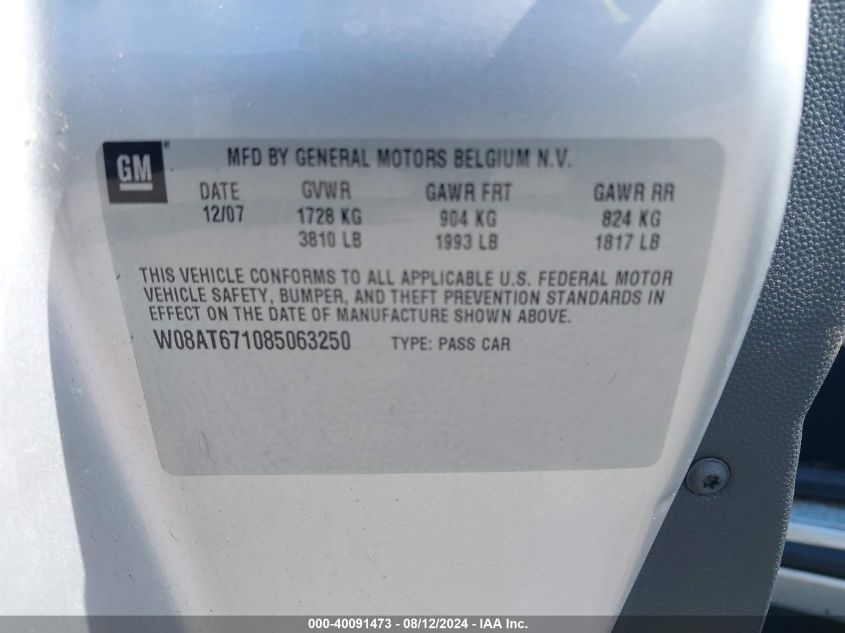 GM
MFD BY GENERAL MOTORS BELGIUM N.V.
DATE GVWR GAWR FRT GAWR RR
12/07 1728 KG 904 KG 824 KG
3810 LB 1993 LB 1817 LB
THIS VEHICLE CONFORMS TO ALL APPLICABLE U.S. FEDERAL MOTOR
VEHICLE SAFETY, BUMPER, AND THEFT PREVENTION STANDARDS IN
EFFECT ON THE DATE OF MANUFACTURE SHOWN ABOVE.
W08AT671085063250 TYPE: PASS CAR
000-40091473 - 08/12/2024 - IAA Inc.